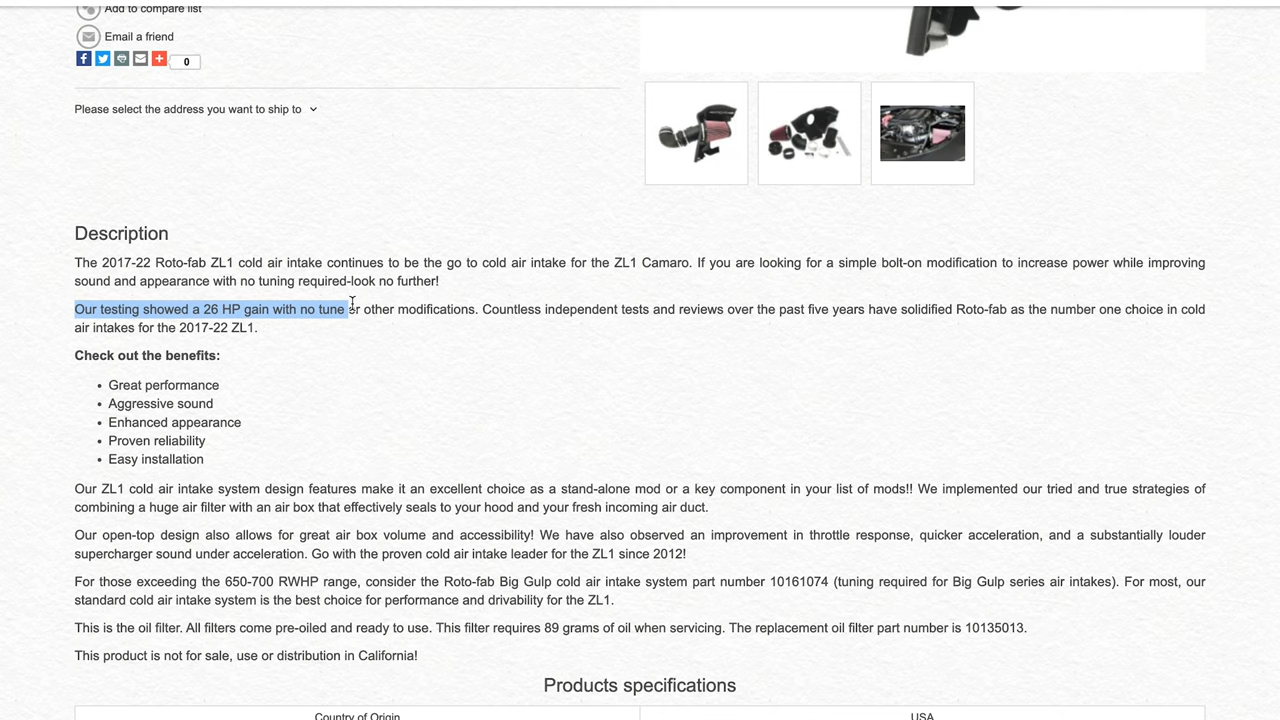 Add to compare list
Email a friend
0
Please select the address you want to ship to
Description
The 2017-22 Roto-fab ZL1 cold air intake continues to be the go to cold air intake for the ZL1 Camaro. If you are looking for a simple bolt-on modification to increase power while improving
sound and appearance with no tuning required-look no further!
Our testing showed a 26 HP gain with no tune or other modifications. Countless independent tests and reviews over the past five years have solidified Roto-fab as the number one choice in cold
air intakes for the 2017-22 ZL1.
Check out the benefits:
• Great performance
• Aggressive sound
• Enhanced appearance
• Proven reliability
• Easy installation
Our ZL1 cold air intake system design features make it an excellent choice as a stand-alone mod or a key component in your list of mods!! We implemented our tried and true strategies of
combining a huge air filter with an air box that effectively seals to your hood and your fresh incoming air duct.
Our open-top design also allows for great air box volume and accessibility! We have also observed an improvement in throttle response, quicker acceleration, and a substantially louder
supercharger sound under acceleration. Go with the proven cold air intake leader for the ZL1 since 2012!
For those exceeding the 650-700 RWHP range, consider the Roto-fab Big Gulp cold air intake system part number 10161074 (tuning required for Big Gulp series air intakes). For most, our
standard cold air intake system is the best choice for performance and drivability for the ZL1.
This is the oil filter. All filters come pre-oiled and ready to use. This filter requires 89 grams of oil when servicing. The replacement oil filter part number is 10135013.
This product is not for sale, use or distribution in California!
Products specifications
Country of Origin
USA